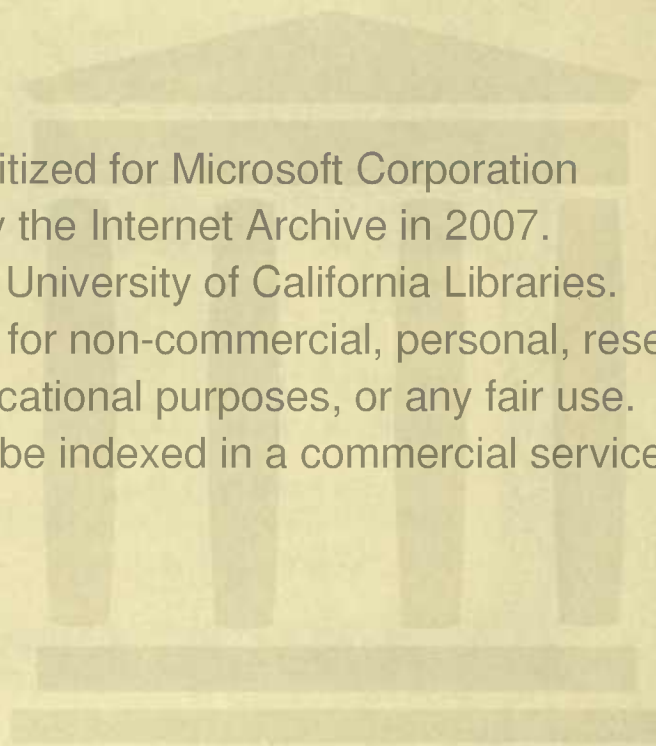 itized for Microsoft Corporation
the Internet Archive in 2007.
University of California Libraries.
for non-commercial, personal, rese
cational purposes, or any fair use.
be indexed in a commercial service